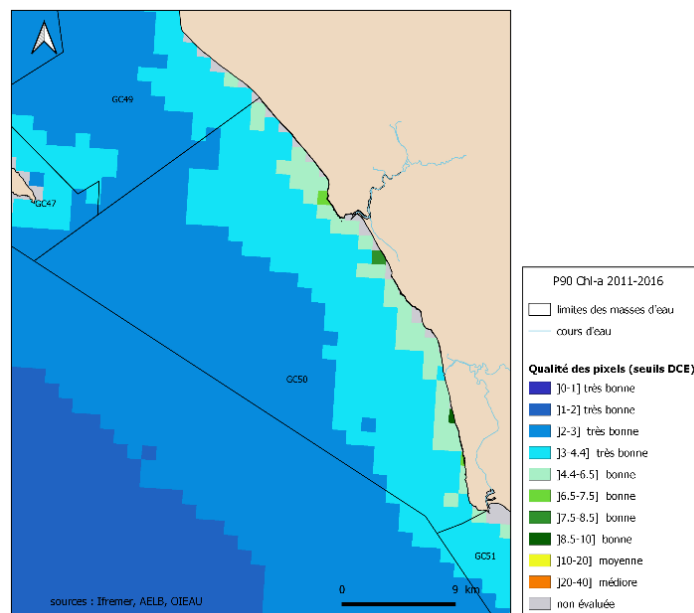 GC49
GC47
GC50
GC51
sources : Ifremer, AELB, OIEAU
0 9 km
P90 Chl-a 2011-2016
limites des masses d'eau
cours d'eau
Qualité des pixels (seuils DCE)
]0-1] très bonne
]1-2] très bonne
]2-3] très bonne
]3-4.4] très bonne
]4.4-6.5] bonne
]6.5-7.5] bonne
]7.5-8.5] bonne
]8.5-10] bonne
]10-20] moyenne
]20-40] médiore
non évaluée